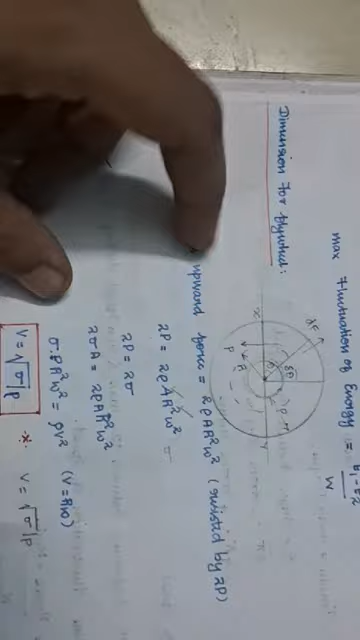 max Fluctuation of Energy = E1-E2 / W
Dimension for flywheel:
dF
x
y
P
upward force = 2ρAR²ω² (resisted by 2P)
2P = 2ρAR²ω²
2P = 2σ
2σA = 2ρAR²ω²
σ = ρR²ω² = ρv² (V = Rω)
V = √σ/ρ
V = √σ/ρ